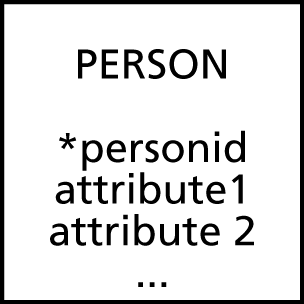 PERSON
*personid
attribute1
attribute 2
...